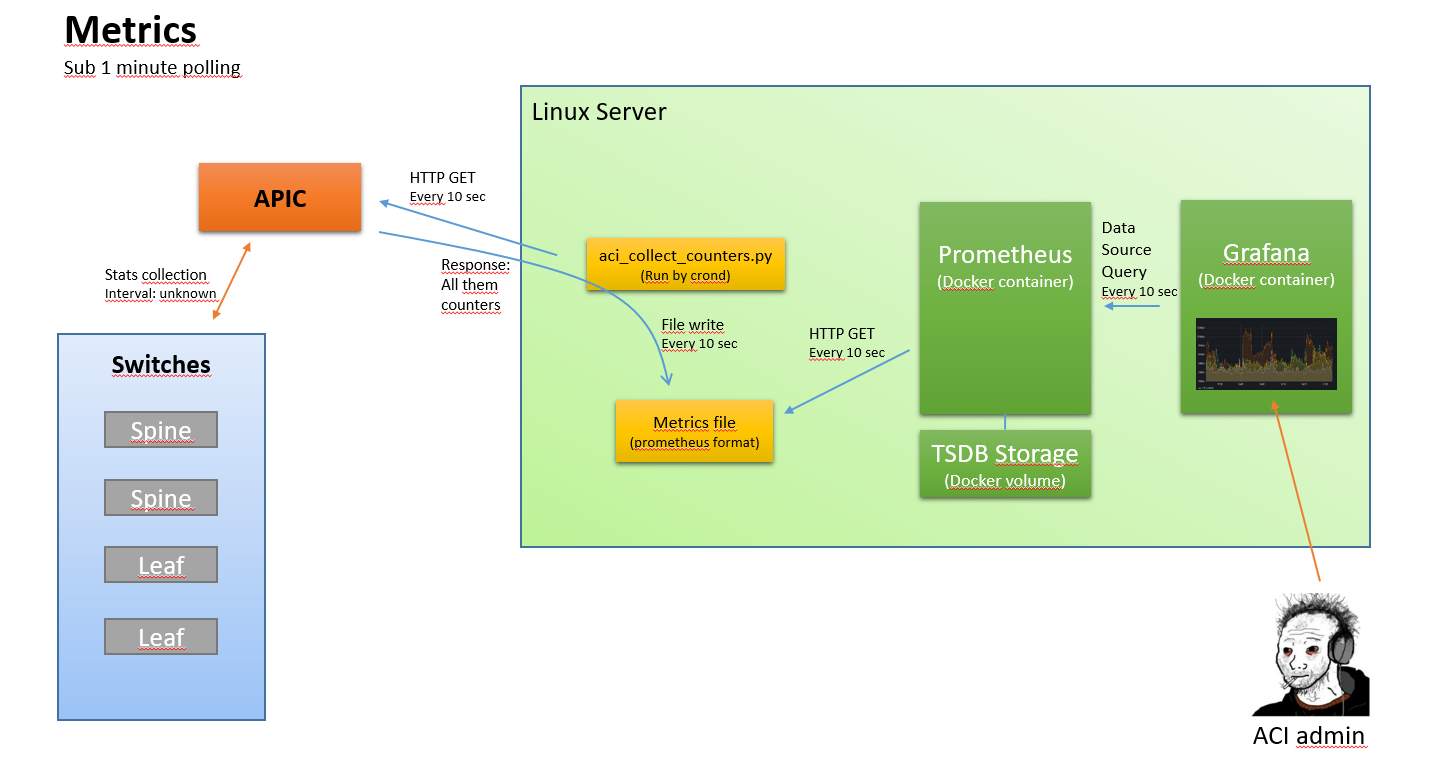 Metrics
Sub 1 minute polling
Linux Server
APIC
HTTP GET
Every 10 sec
Response:
All them
counters
aci_collect_counters.py
(Run by crond)
File write
Every 10 sec
Metrics file
(prometheus format)
HTTP GET
Every 10 sec
Prometheus
(Docker container)
TSDB Storage
(Docker volume)
Data
Source
Query
Every 10 sec
Grafana
(Docker container)
Stats collection
Interval: unknown
Switches
Spine
Spine
Leaf
Leaf
ACI admin